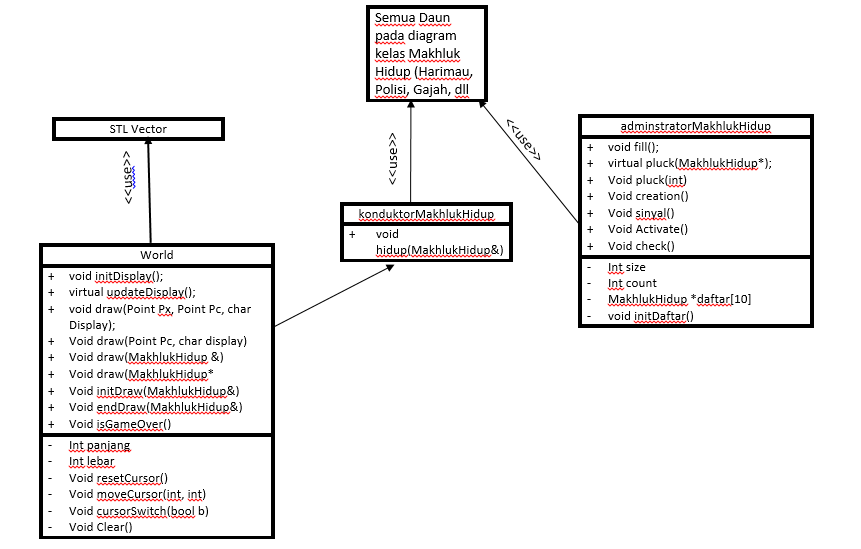 Semua Daun
pada diagram
kelas Makhluk
Hidup (Harimau,
Polisi, Gajah, dll
STL Vector
<<use>>
<<use>>
<<use>>
adminstratorMakhlukHidup
+ void fill();
+ virtual pluck(MakhlukHidup*);
+ Void pluck(int)
+ Void creation()
+ Void sinyal()
+ Void Activate()
+ Void check()
- Int size
- Int count
- MakhlukHidup *daftar[10]
- void initDaftar()
konduktorMakhlukHidup
+ void
hidup(MakhlukHidup&)
World
+ void initDisplay();
+ virtual updateDisplay();
+ void draw(Point Px, Point Pc, char
Display);
+ Void draw(Point Pc, char display)
+ Void draw(MakhlukHidup &)
+ Void draw(MakhlukHidup*
+ Void initDraw(MakhlukHidup&)
+ Void endDraw(MakhlukHidup&)
+ Void isGameOver()
- Int panjang
- Int lebar
- Void resetCursor()
- Void moveCursor(int, int)
- Void cursorSwitch(bool b)
- Void Clear()